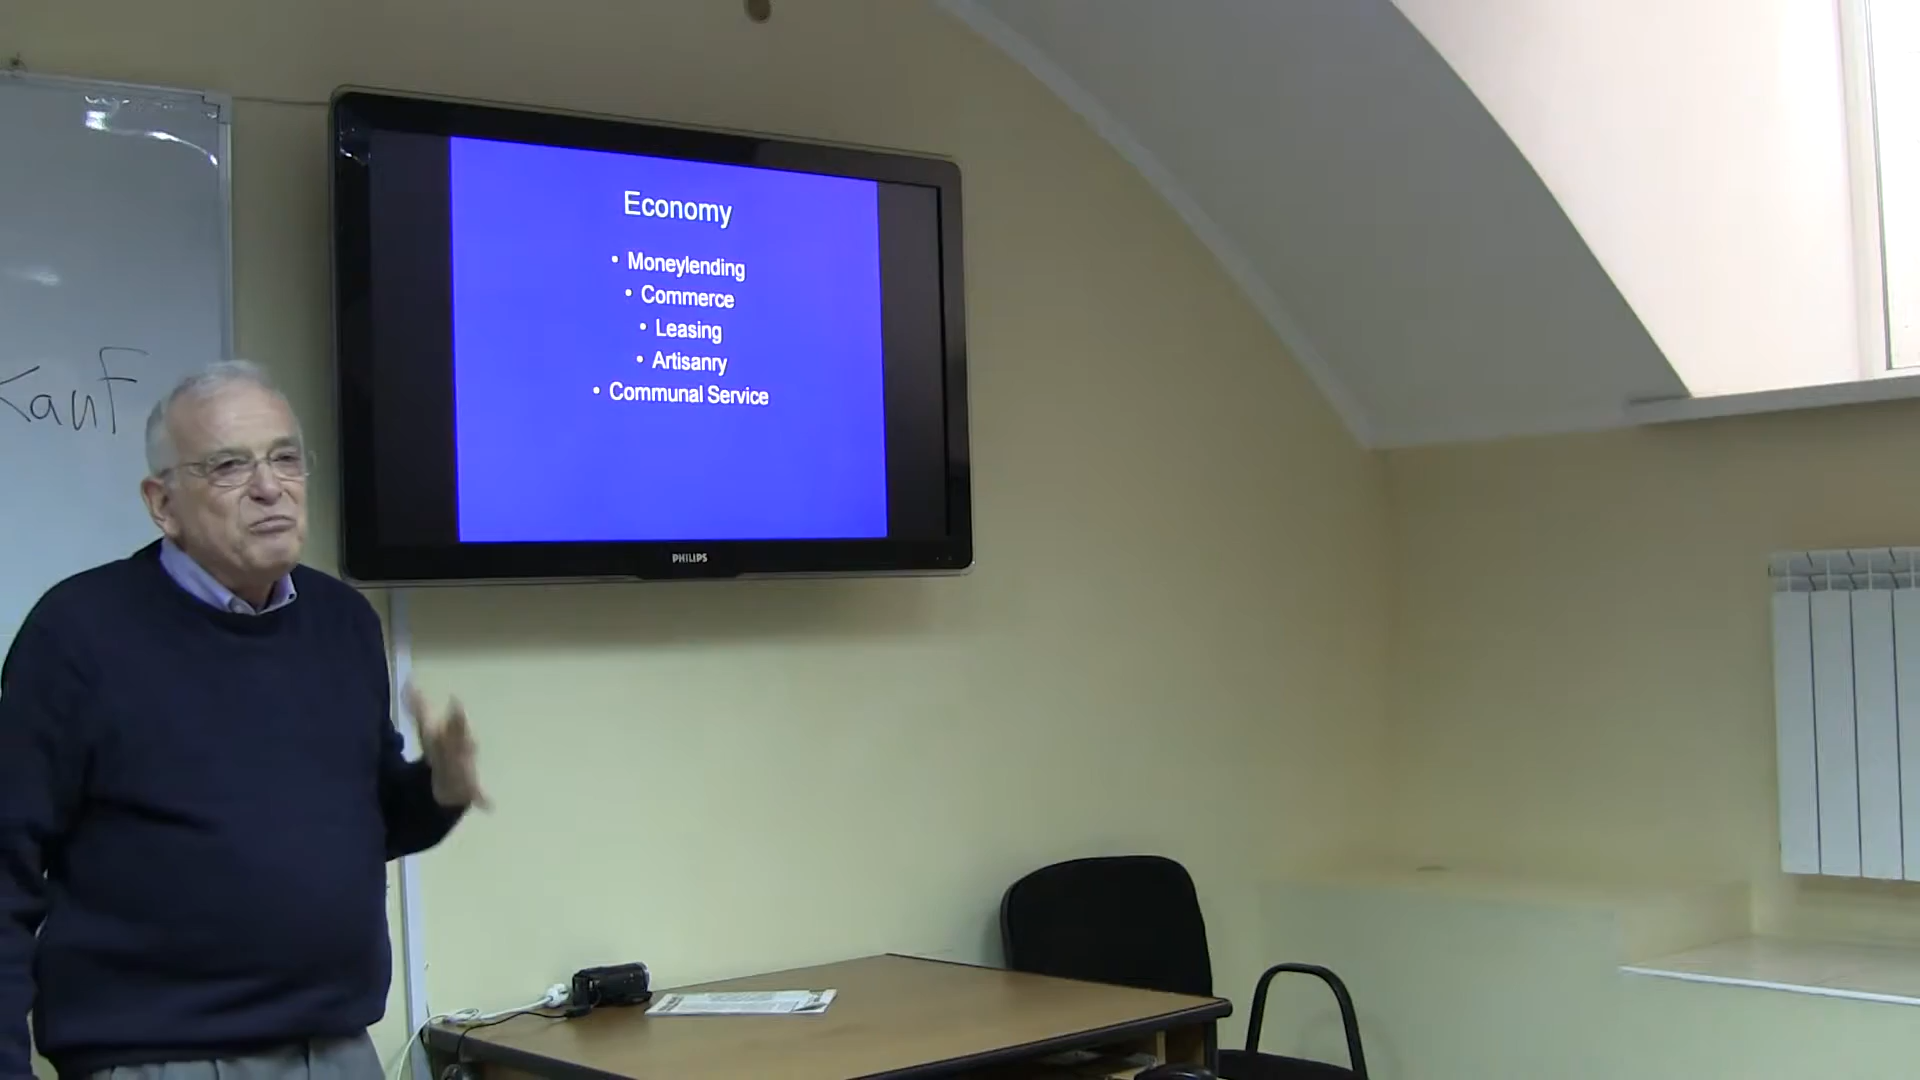 Economy
• Moneylending
• Commerce
• Leasing
• Artisanry
• Communal Service
PHILIPS
Kauf